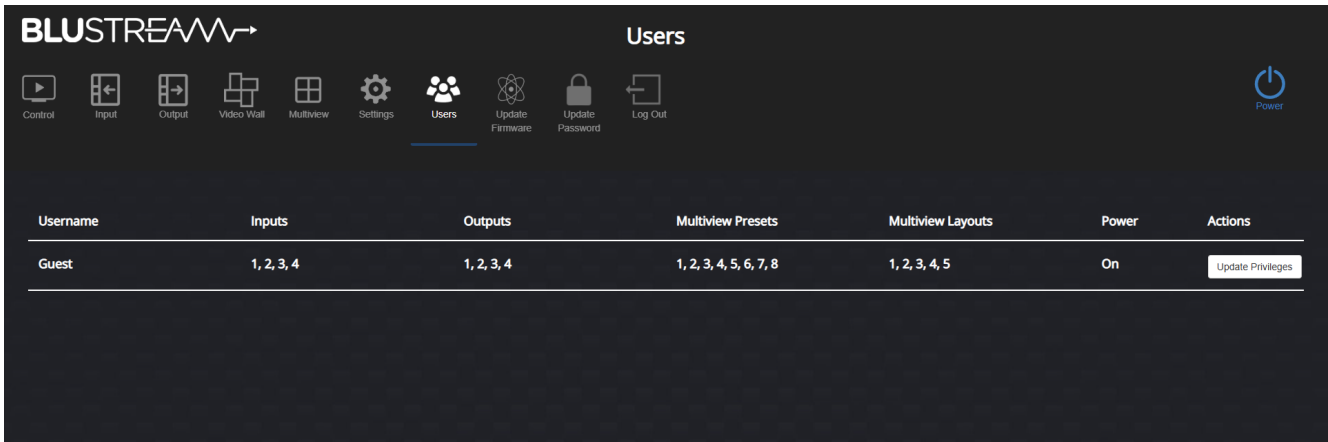 BLUSTREAM
Users
Control
Input
Output
Video Wall
Multiview
Settings
Users
Update
Firmware
Update
Password
Log Out
Power
Username Inputs Outputs Multiview Presets Multiview Layouts Power Actions
Guest 1, 2, 3, 4 1, 2, 3, 4 1, 2, 3, 4, 5, 6, 7, 8 1, 2, 3, 4, 5 On Update Privileges